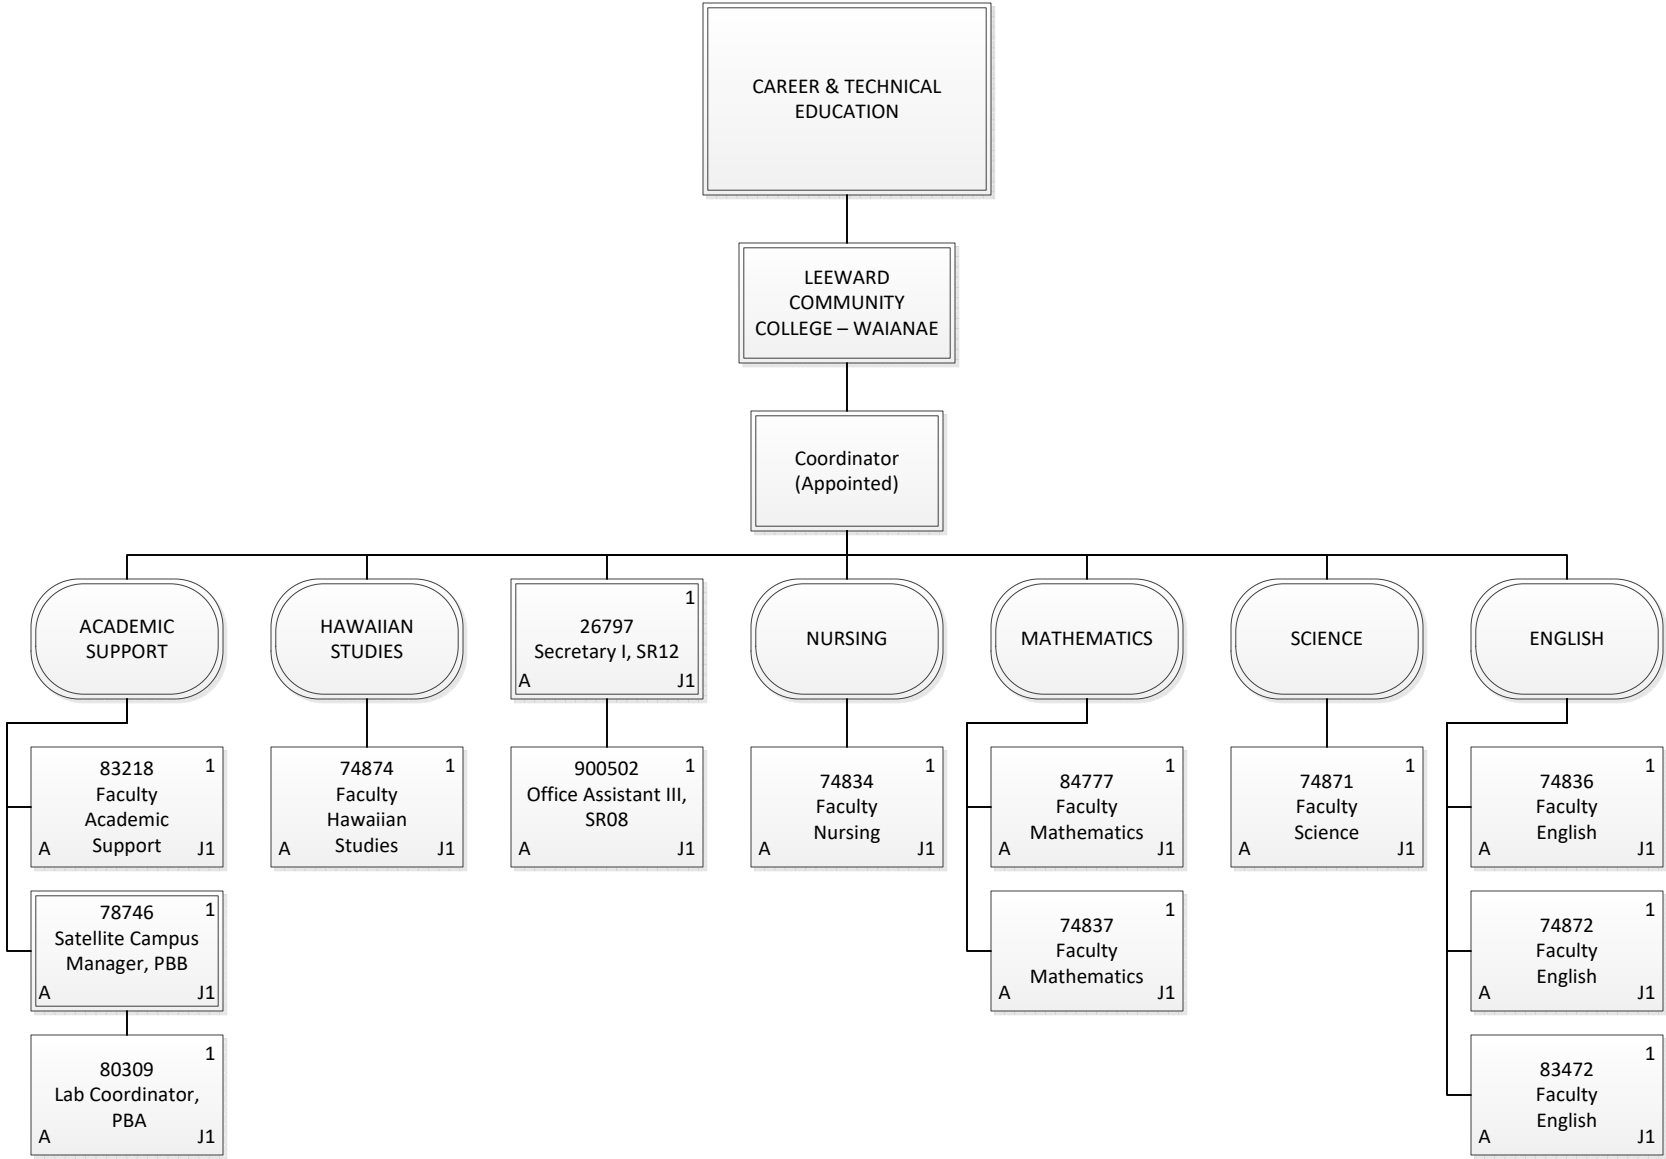 CAREER & TECHNICAL
EDUCATION
LEEWARD
COMMUNITY
COLLEGE – WAIANAE
Coordinator
(Appointed)
ACADEMIC
SUPPORT
HAWAIIAN
STUDIES
1
26797
Secretary I, SR12
A J1
NURSING
MATHEMATICS
SCIENCE
ENGLISH
83218 1
Faculty
Academic
A Support J1
74874 1
Faculty
Hawaiian
A Studies J1
900502 1
Office Assistant III,
SR08
A J1
1
74834
Faculty
Nursing
A J1
1
84777
Faculty
Mathematics
A J1
1
74871
Faculty
Science
A J1
1
74836
Faculty
English
A J1
78746 1
Satellite Campus
Manager, PBB
A J1
1
74837
Faculty
Mathematics
A J1
1
74872
Faculty
English
A J1
1
80309
Lab Coordinator,
PBA
A J1
1
83472
Faculty
English
A J1